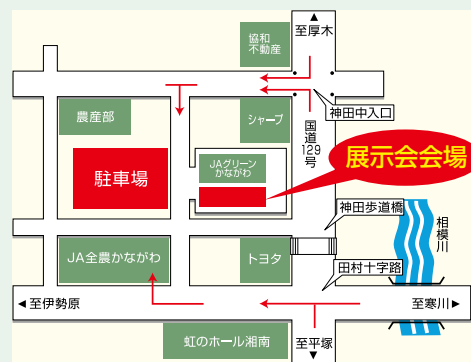 協和
不動産
▲
至厚木
神田中入口
農産部
シャープ
国道129号
JAグリーン
かながわ
展示会会場
駐車場
神田歩道橋
相模川
JA全農かながわ
トヨタ
田村十字路
◀至伊勢原
至寒川▶
虹のホール湘南
至平塚
▼